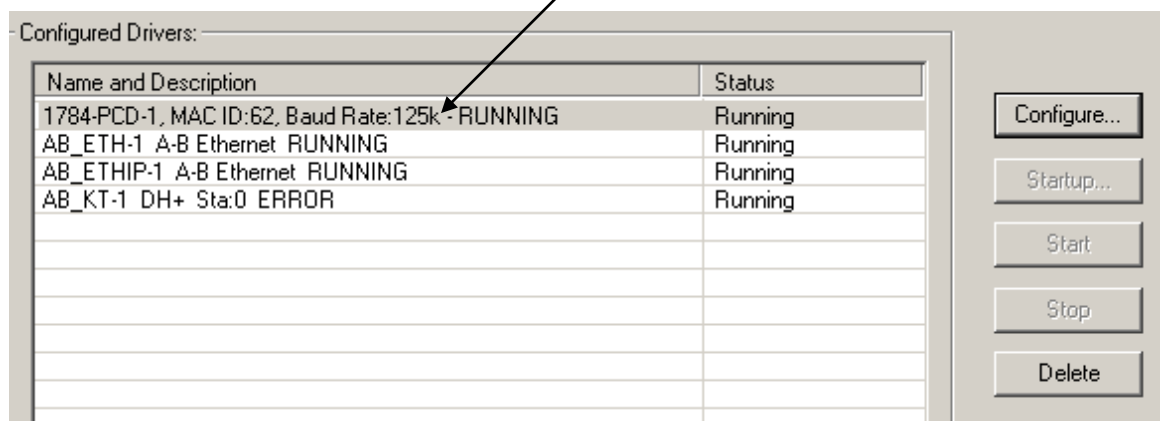 Configured Drivers:
Name and Description Status
1784-PCD-1, MAC ID:62, Baud Rate:125k - RUNNING Running
AB_ETH-1 A-B Ethernet RUNNING Running
AB_ETHIP-1 A-B Ethernet RUNNING Running
AB_KT-1 DH+ Sta:0 ERROR Running
Configure...
Startup...
Start
Stop
Delete